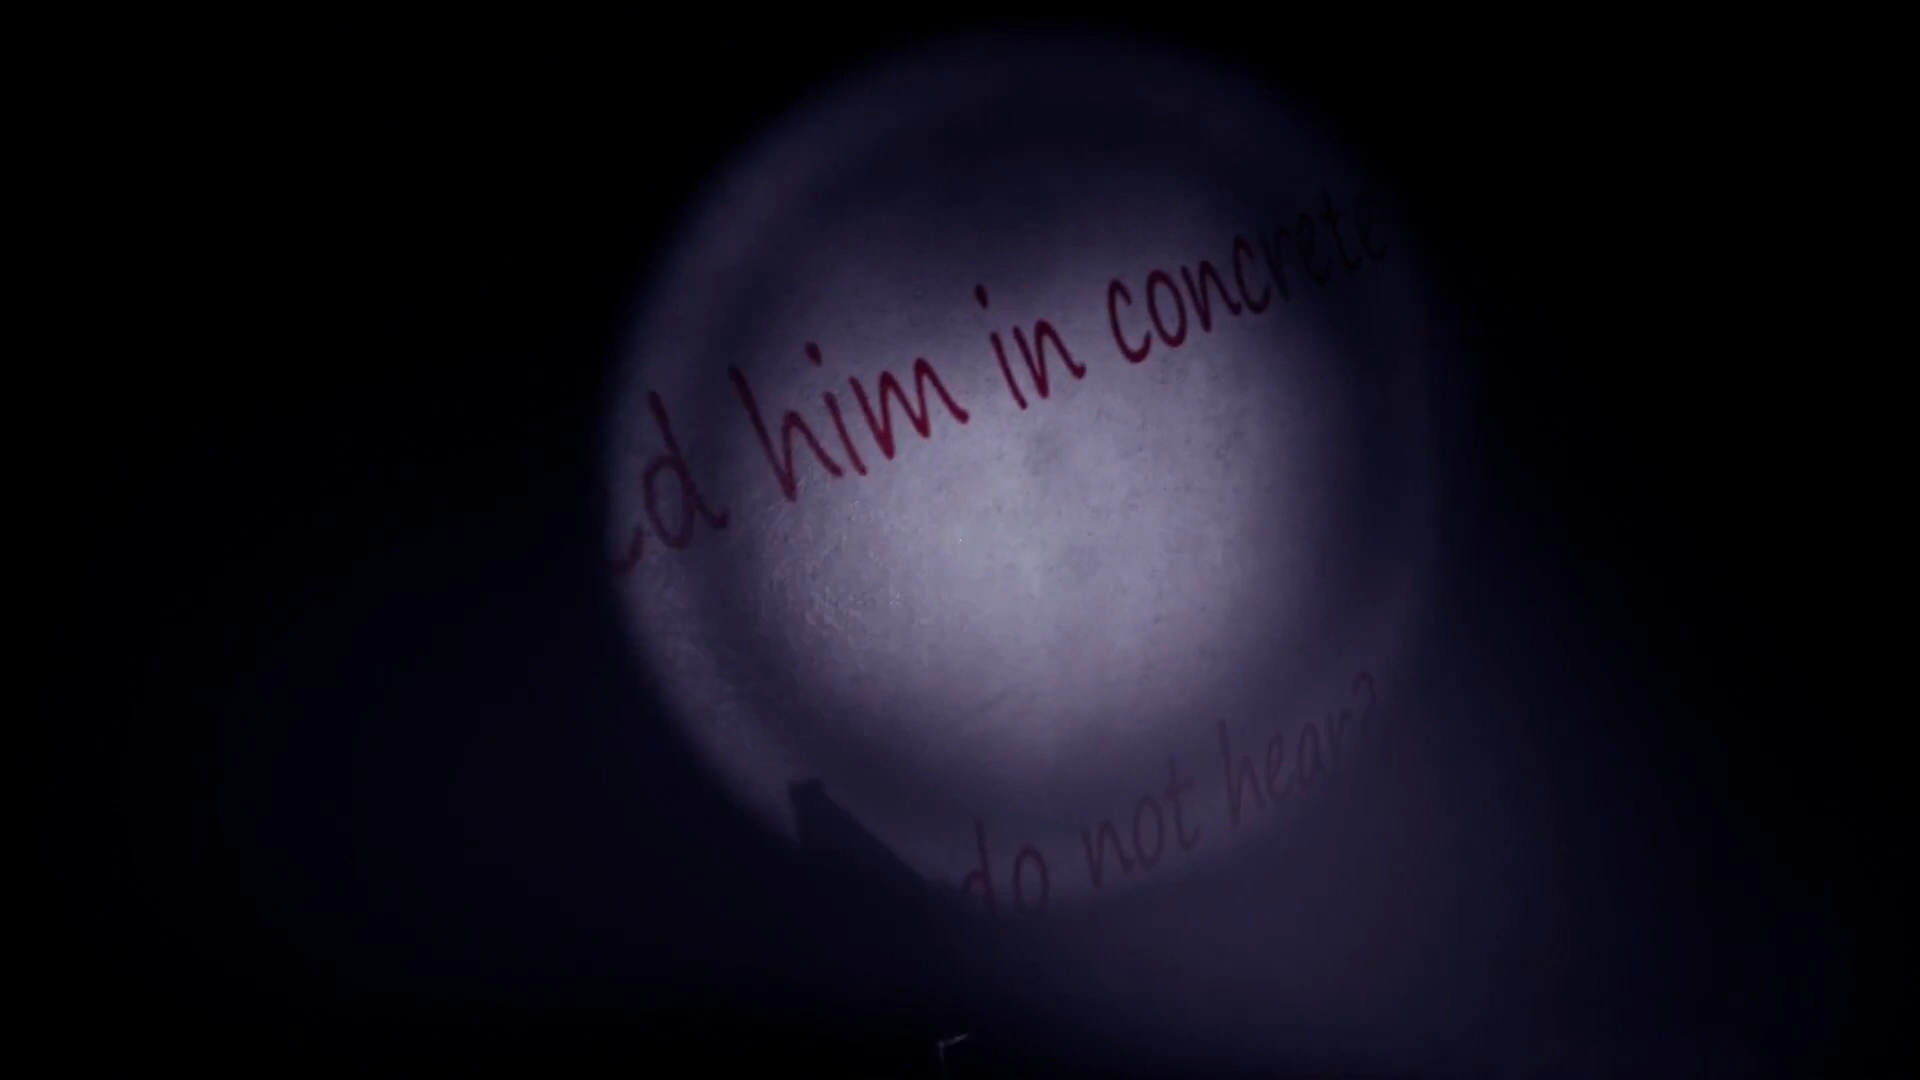 him in concrete
do not hear?